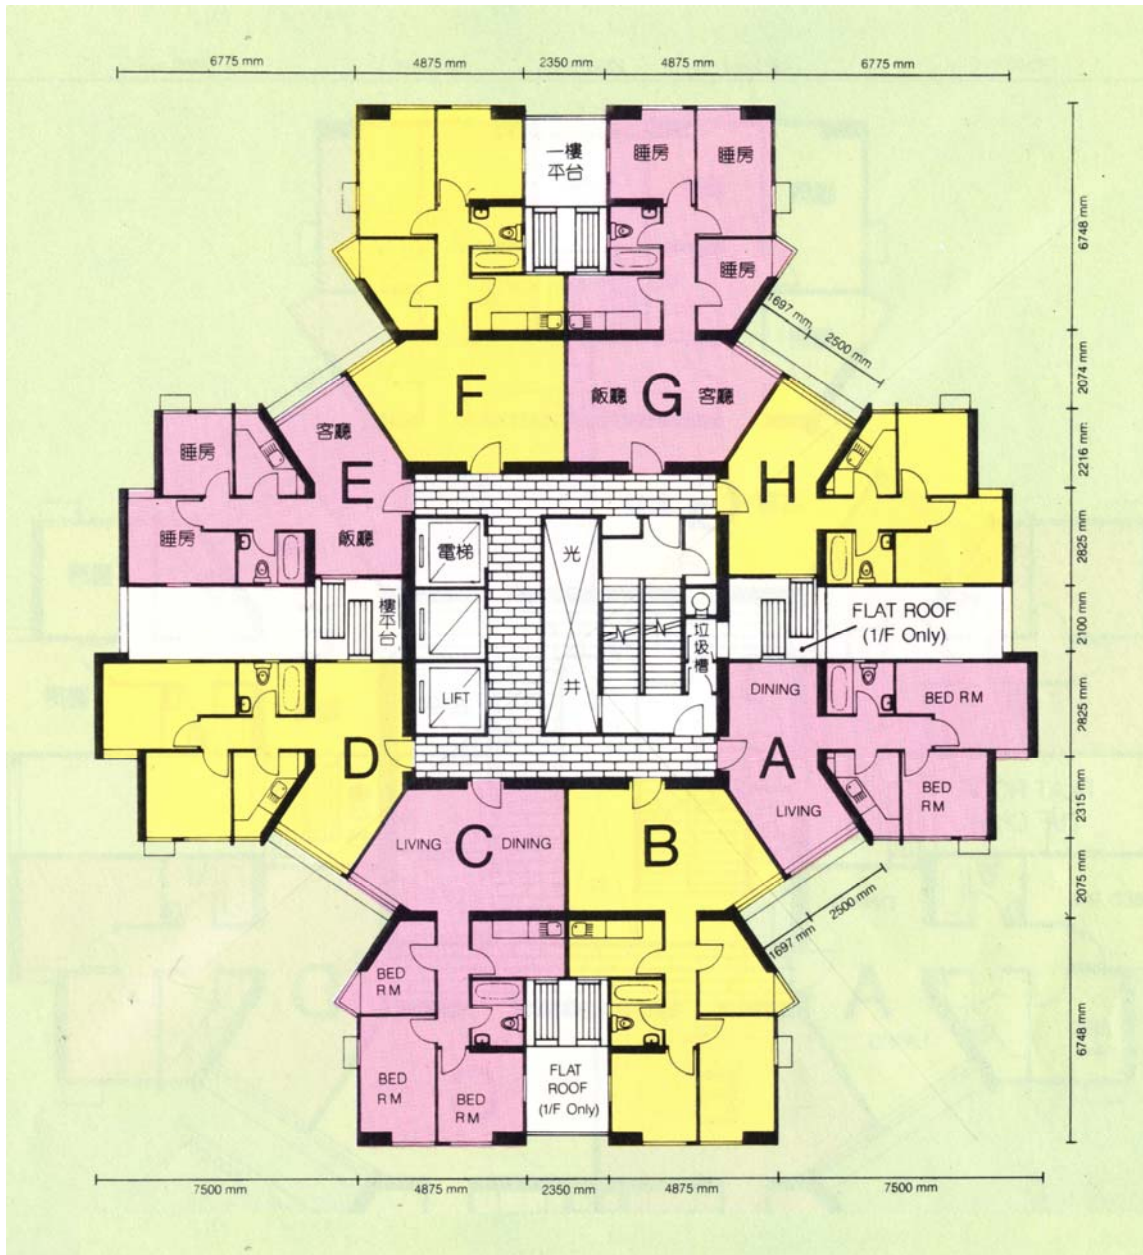 6775 mm
4875 mm
2350 mm
4875 mm
6775 mm
一樓
平台
睡房
睡房
睡房
6748 mm
1697 mm
2500 mm
2074 mm
F
飯廳
G
客廳
客廳
睡房
E
H
2216 mm
睡房
飯廳
電梯
光
2825 mm
一樓平台
FLAT ROOF
(1/F Only)
2100 mm
垃圾槽
LIFT
井
DINING
BED RM
2825 mm
D
A
BED
RM
LIVING
2315 mm
LIVING
C
DINING
B
2500 mm
1697 mm
2075 mm
BED
RM
BED
RM
BED
RM
FLAT
ROOF
(1/F Only)
6748 mm
7500 mm
4875 mm
2350 mm
4875 mm
7500 mm